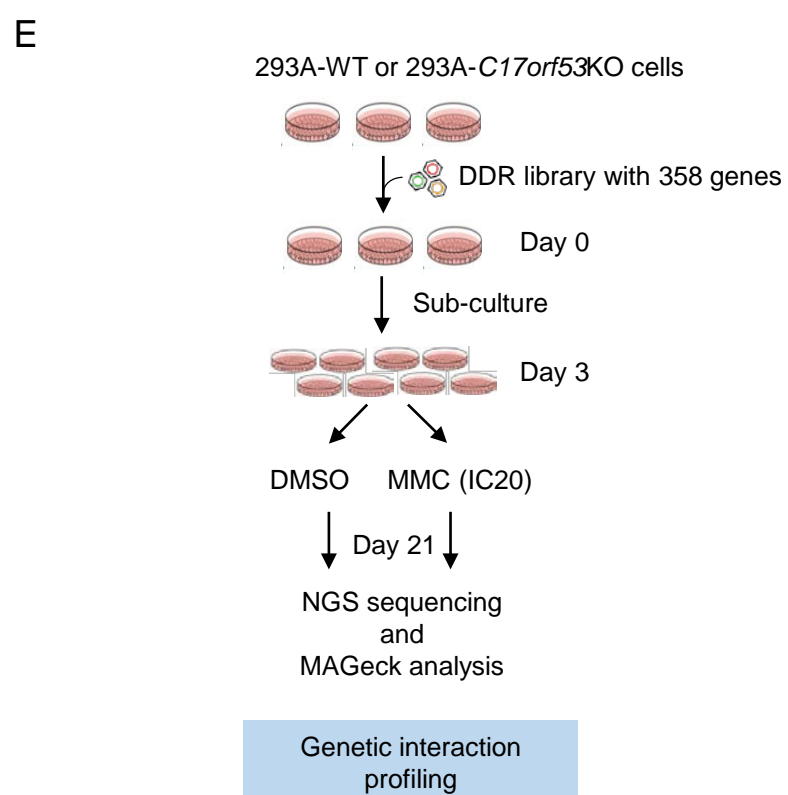 E
293A-WT or 293A-C17orf53KO cells
DDR library with 358 genes
Day 0
Sub-culture
Day 3
DMSO MMC (IC20)
Day 21
NGS sequencing
and
MAGeck analysis
Genetic interaction
profiling